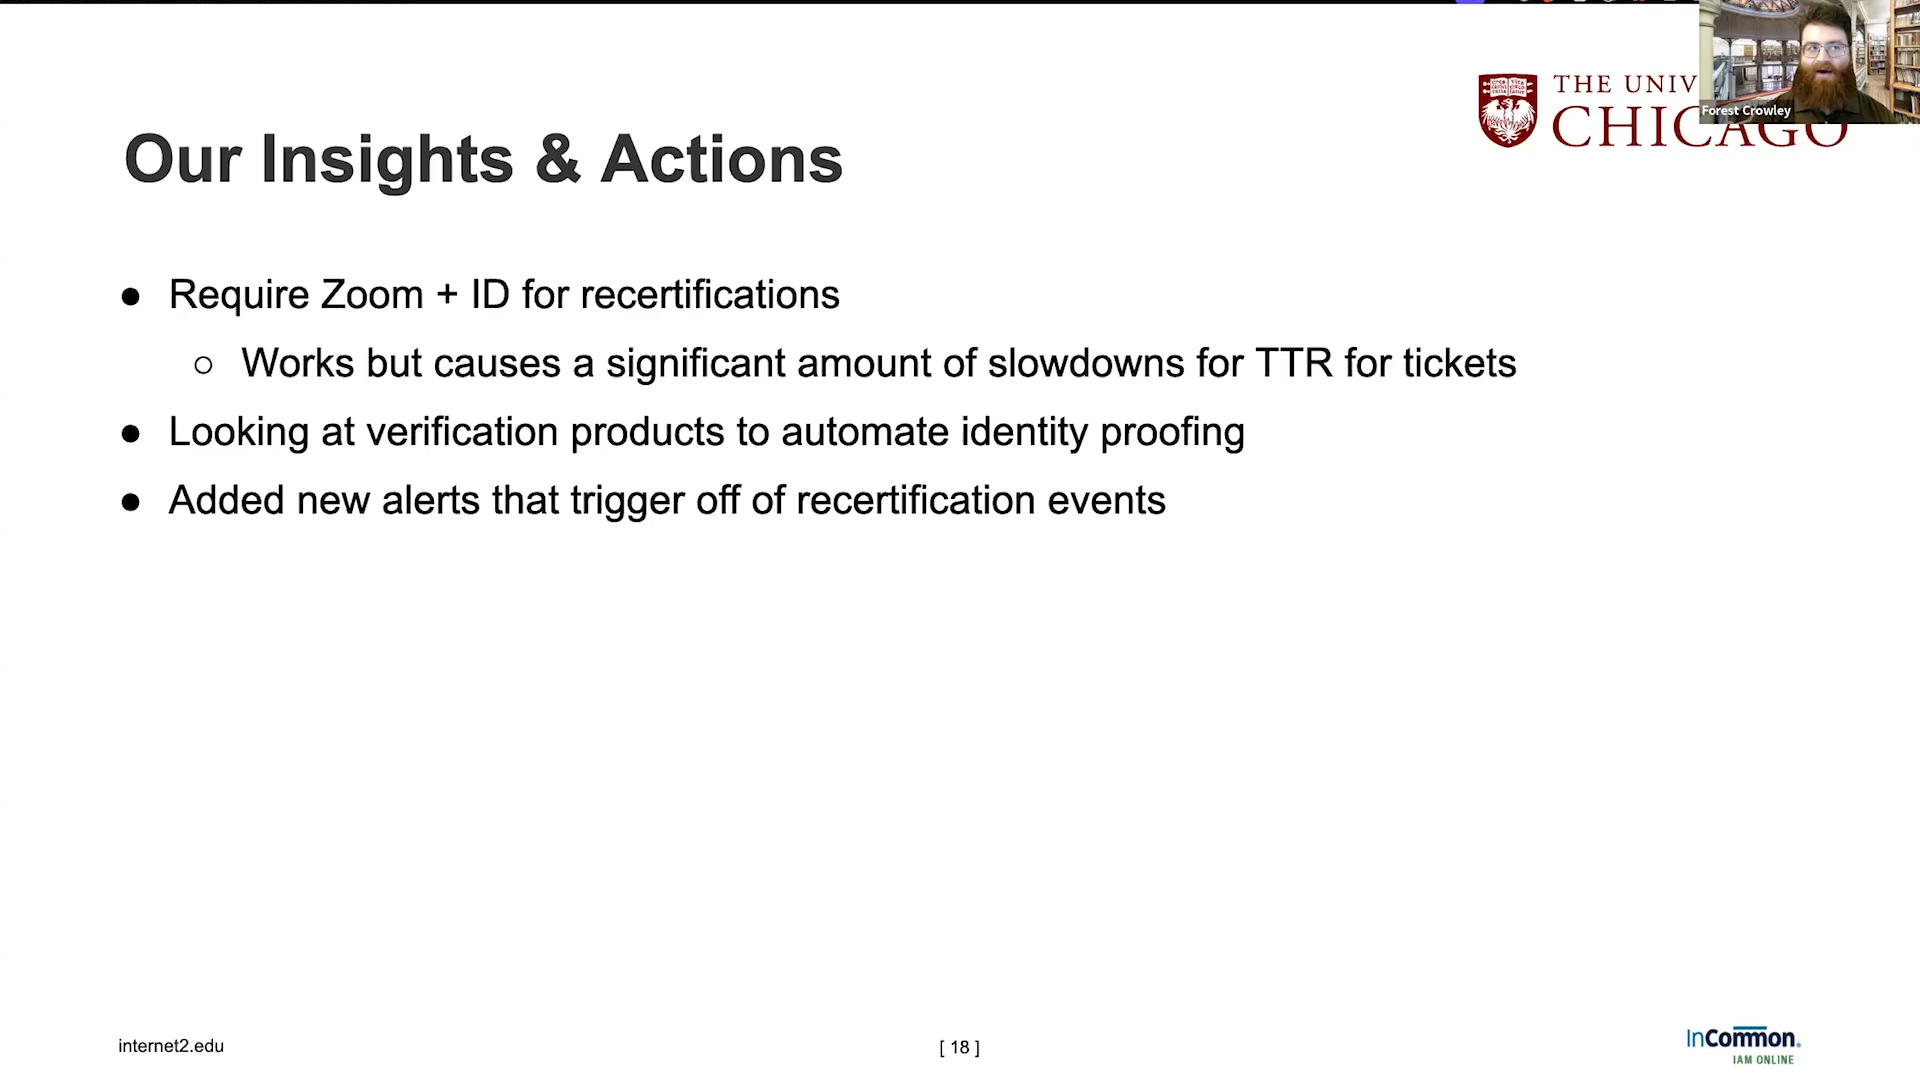 THE UNIV
CHICAGO
Forest Crowley
Our Insights & Actions
● Require Zoom + ID for recertifications
○ Works but causes a significant amount of slowdowns for TTR for tickets
● Looking at verification products to automate identity proofing
● Added new alerts that trigger off of recertification events
internet2.edu
[ 18 ]
InCommon.
IAM ONLINE